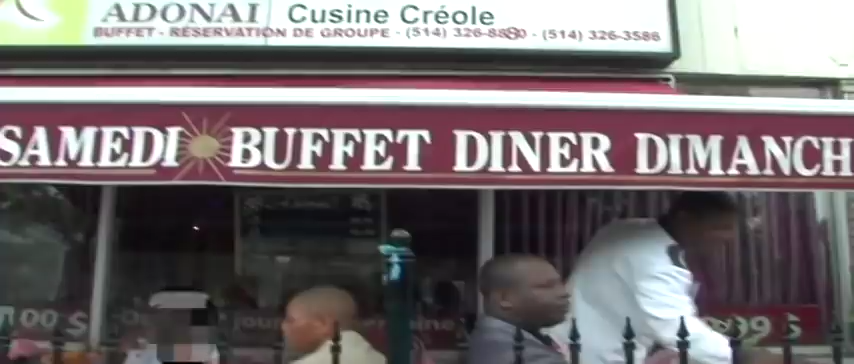 ADONAI Cusine Créole
BUFFET - RÉSERVATION DE GROUPE - (514) 326-8880 - (514) 326-3586
SAMEDI BUFFET DINER DIMANCH